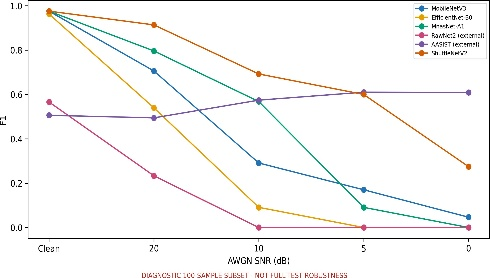 MobileNetV3
EfficientNet-B0
MnasNet-A1
RawNet2 (external)
AASIST (external)
ShuffleNetV2
1.0
0.8
0.6
0.4
0.2
0.0
F1
Clean
20
10
5
0
AWGN SNR (dB)
DIAGNOSTIC 100 SAMPLE SUBSET NOT FULL TEST ROBUSTNESS